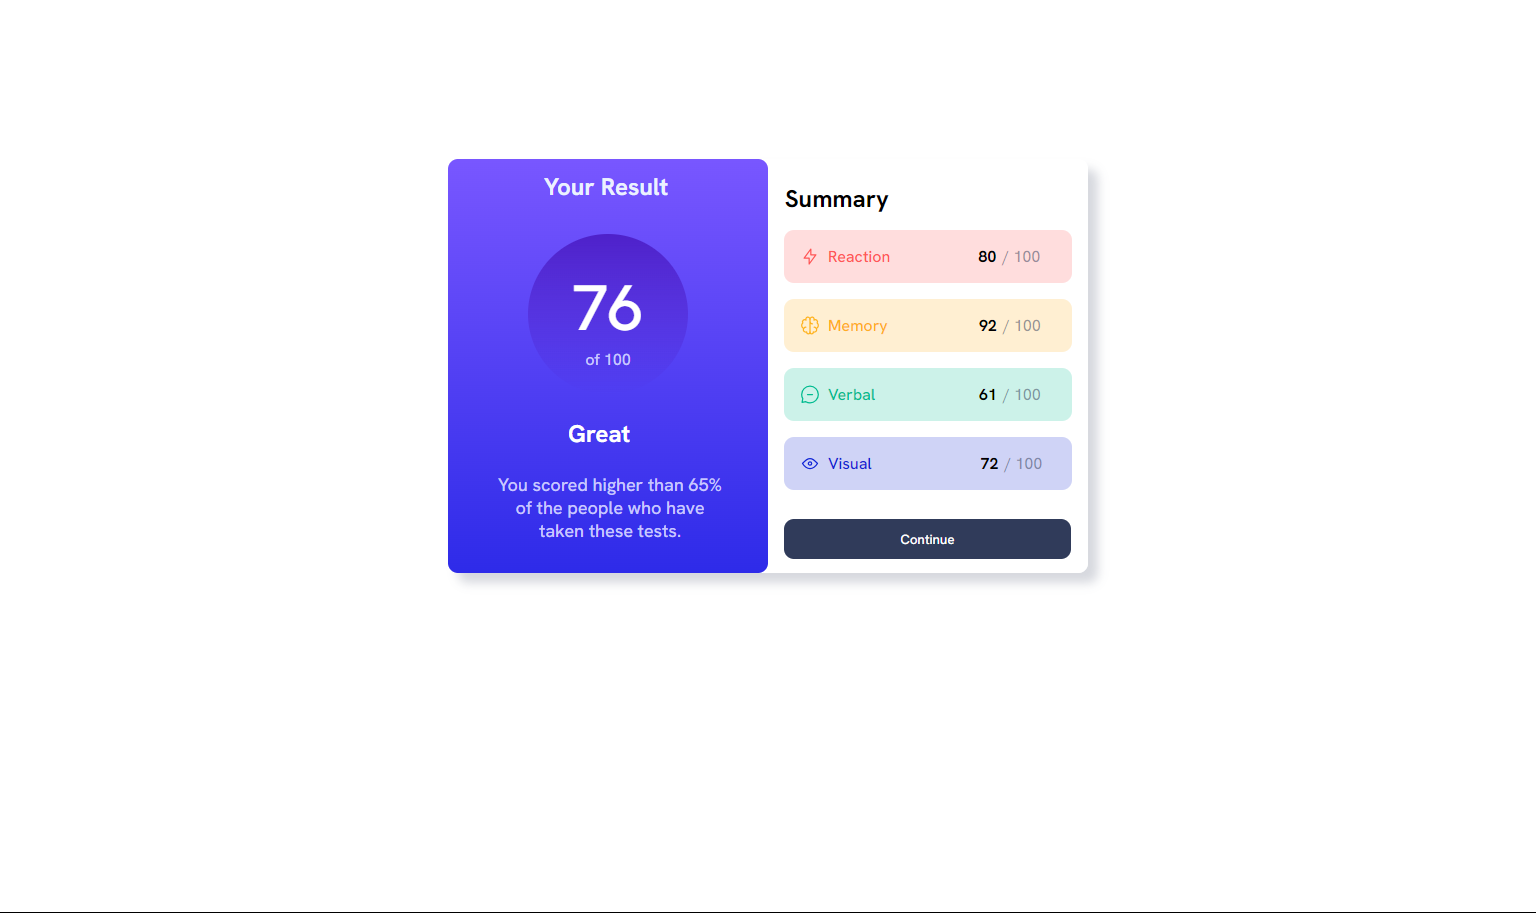 Your Result
76
of 100
Great
You scored higher than 65%
of the people who have
taken these tests.
Summary
Reaction 80 / 100
Memory 92 / 100
Verbal 61 / 100
Visual 72 / 100
Continue